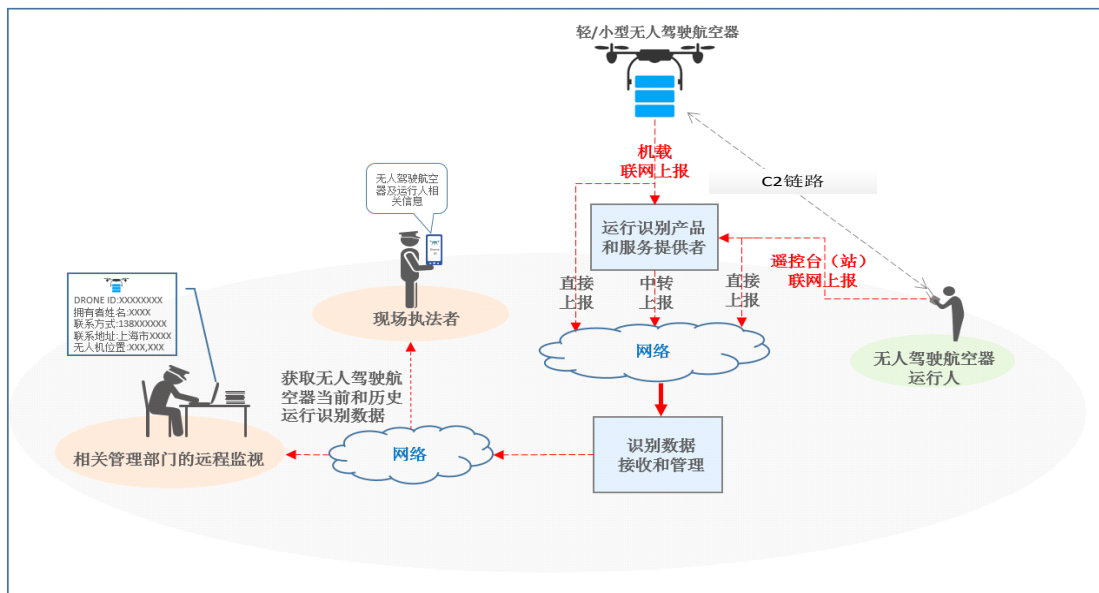 轻/小型无人驾驶航空器
机载
联网上报
C2链路
无人驾驶航空
器及运行人相
关信息
运行识别产品
和服务提供者
遥控台（站）
联网上报
直接
上报
中转
上报
直接
上报
现场执法者
DRONE ID:XXXXXXXX
拥有者姓名:XXXX
联系方式:138XXXXXX
联系地址:上海市XXXX
无人机位置:XXX,XXX
网络
无人驾驶航空器
运行人
获取无人驾驶航
空器当前和历史
运行识别数据
相关管理部门的远程监视
网络
识别数据
接收和管理